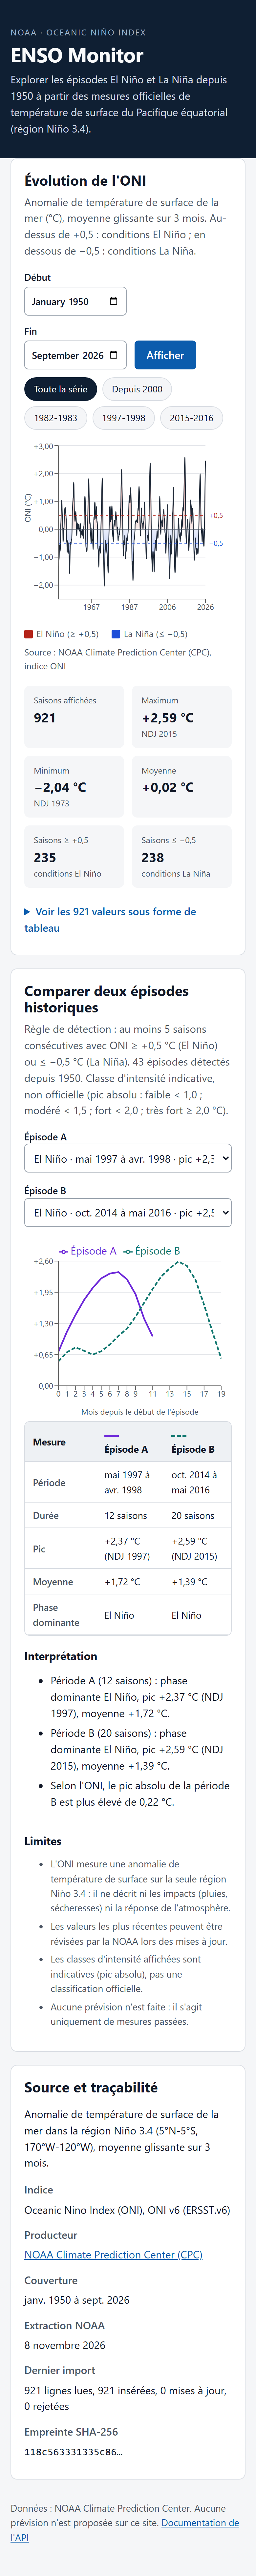 NOAA · OCEANIC NIÑO INDEX
ENSO Monitor
Explorer les épisodes El Niño et La Niña depuis
1950 à partir des mesures officielles de
température de surface du Pacifique équatorial
(région Niño 3.4).
Évolution de l'ONI
Anomalie de température de surface de la
mer (°C), moyenne glissante sur 3 mois. Au-
dessus de +0,5 : conditions El Niño ; en
dessous de −0,5 : conditions La Niña.
Début
January 1950
Fin
September 2026
Afficher
Toute la série
Depuis 2000
1982-1983
1997-1998
2015-2016
+3,00
+2,00
+1,00
0,00
−1,00
−2,00
ONI (°C)
+0,5
−0,5
1967
1987
2006
2026
El Niño (≥ +0,5)
La Niña (≤ −0,5)
Source : NOAA Climate Prediction Center (CPC),
indice ONI
Saisons affichées
921
Maximum
+2,59 °C
NDJ 2015
Minimum
−2,04 °C
NDJ 1973
Moyenne
+0,02 °C
Saisons ≥ +0,5
235
conditions El Niño
Saisons ≤ −0,5
238
conditions La Niña
Voir les 921 valeurs sous forme de
tableau
Comparer deux épisodes
historiques
Règle de détection : au moins 5 saisons
consécutives avec ONI ≥ +0,5 °C (El Niño)
ou ≤ −0,5 °C (La Niña). 43 épisodes détectés
depuis 1950. Classe d'intensité indicative,
non officielle (pic absolu : faible < 1,0 ;
modéré < 1,5 ; fort < 2,0 ; très fort ≥ 2,0 °C).
Épisode A
El Niño · mai 1997 à avr. 1998 · pic +2,3
Épisode B
El Niño · oct. 2014 à mai 2016 · pic +2,5
Épisode A
Épisode B
+2,60
+1,95
+1,30
+0,65
0,00
0 1 2 3 4 5 6 7 8 9 11 13 15 17 19
Mois depuis le début de l'épisode
Mesure
Épisode A
Épisode B
Période
mai 1997 à
avr. 1998
oct. 2014 à
mai 2016
Durée
12 saisons
20 saisons
Pic
+2,37 °C
(NDJ 1997)
+2,59 °C
(NDJ 2015)
Moyenne
+1,72 °C
+1,39 °C
Phase
dominante
El Niño
El Niño
Interprétation
Période A (12 saisons) : phase
dominante El Niño, pic +2,37 °C (NDJ
1997), moyenne +1,72 °C.
Période B (20 saisons) : phase
dominante El Niño, pic +2,59 °C (NDJ
2015), moyenne +1,39 °C.
Selon l'ONI, le pic absolu de la période
B est plus élevé de 0,22 °C.
Limites
L'ONI mesure une anomalie de
température de surface sur la seule région
Niño 3.4 : il ne décrit ni les impacts (pluies,
sécheresses) ni la réponse de l'atmosphère.
Les valeurs les plus récentes peuvent être
révisées par la NOAA lors des mises à jour.
Les classes d'intensité affichées sont
indicatives (pic absolu), pas une
classification officielle.
Aucune prévision n'est faite : il s'agit
uniquement de mesures passées.
Source et traçabilité
Anomalie de température de surface de la
mer dans la région Niño 3.4 (5°N-5°S,
170°W-120°W), moyenne glissante sur 3
mois.
Indice
Oceanic Nino Index (ONI), ONI v6 (ERSST.v6)
Producteur
NOAA Climate Prediction Center (CPC)
Couverture
janv. 1950 à sept. 2026
Extraction NOAA
8 novembre 2026
Dernier import
921 lignes lues, 921 insérées, 0 mises à jour,
0 rejetées
Empreinte SHA-256
118c563331335c86…
Données : NOAA Climate Prediction Center. Aucune
prévision n'est proposée sur ce site. Documentation de
l'API